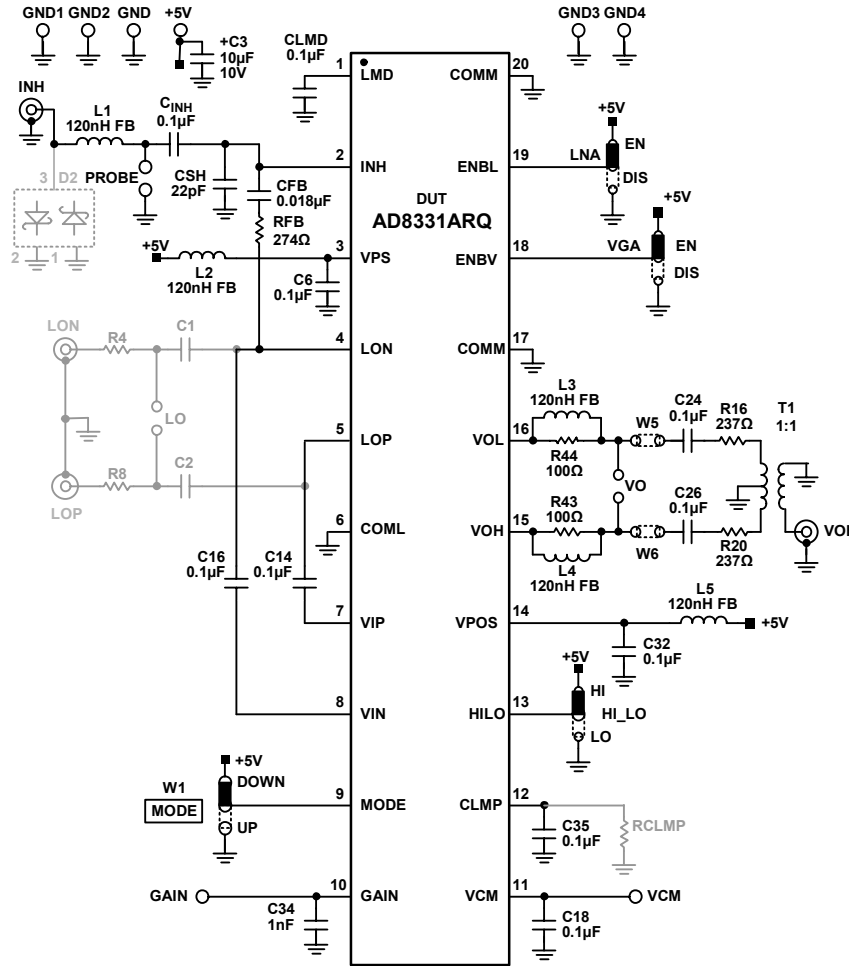 GND1 GND2 GND +5V
+C3
10µF
10V
CLMD
0.1µF
GND3 GND4
1 LMD
COMM 20
INH
L1
120nH FB
CINH
0.1µF
+5V
EN
LNA
DIS
2 INH
ENBL 19
3 D2
PROBE
CSH
22pF
CFB
0.018µF
DUT
AD8331ARQ
+5V
RFB
274Ω
2 1
+5V
L2
120nH FB
3 VPS
ENBV 18
VGA
EN
DIS
C6
0.1µF
LON
R4
C1
4 LON
COMM 17
LO
L3
120nH FB
C24
0.1µF
R16
237Ω
T1
1:1
5 LOP
VOL 16
W5
R44
100Ω
R8
C2
LOP
VO
R43
100Ω
C26
0.1µF
6 COML
VOH 15
W6
R20
237Ω
L4
120nH FB
C16
0.1µF
C14
0.1µF
L5
120nH FB
7 VIP
VPOS 14
+5V
C32
0.1µF
+5V
HI
8 VIN
HILO 13
HI_LO
LO
+5V
W1
DOWN
MODE
9 MODE
CLMP 12
UP
C35
0.1µF
RCLMP
GAIN
10 GAIN
VCM 11
VCM
C34
1nF
C18
0.1µF